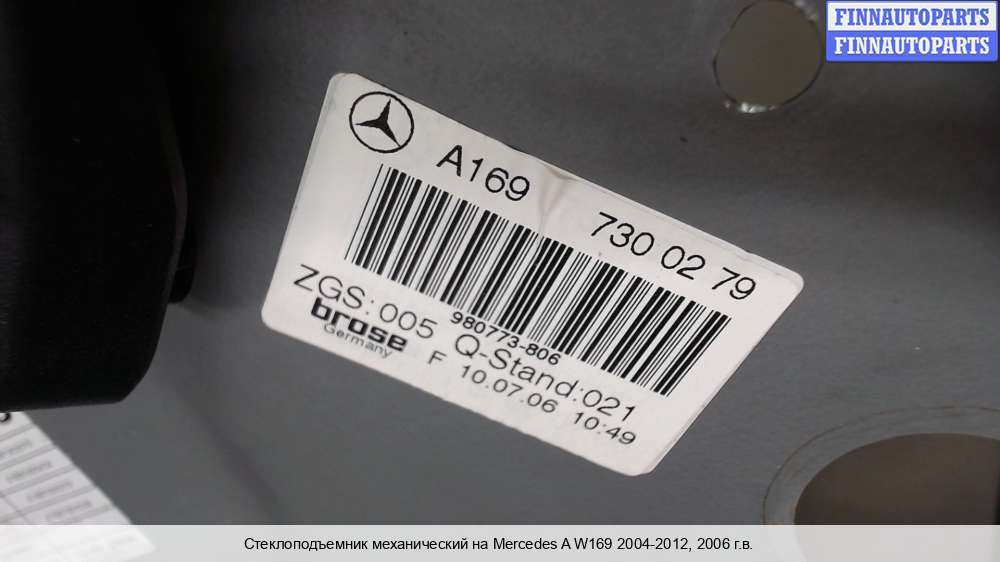 FINNAUTOPARTS
FINNAUTOPARTS
A169 730 02 79
980773-806
ZGS:005 Q-Stand:021
brose
Germany
F 10.07.06 10:49
Стеклоподъемник механический на Mercedes A W169 2004-2012, 2006 г.в.